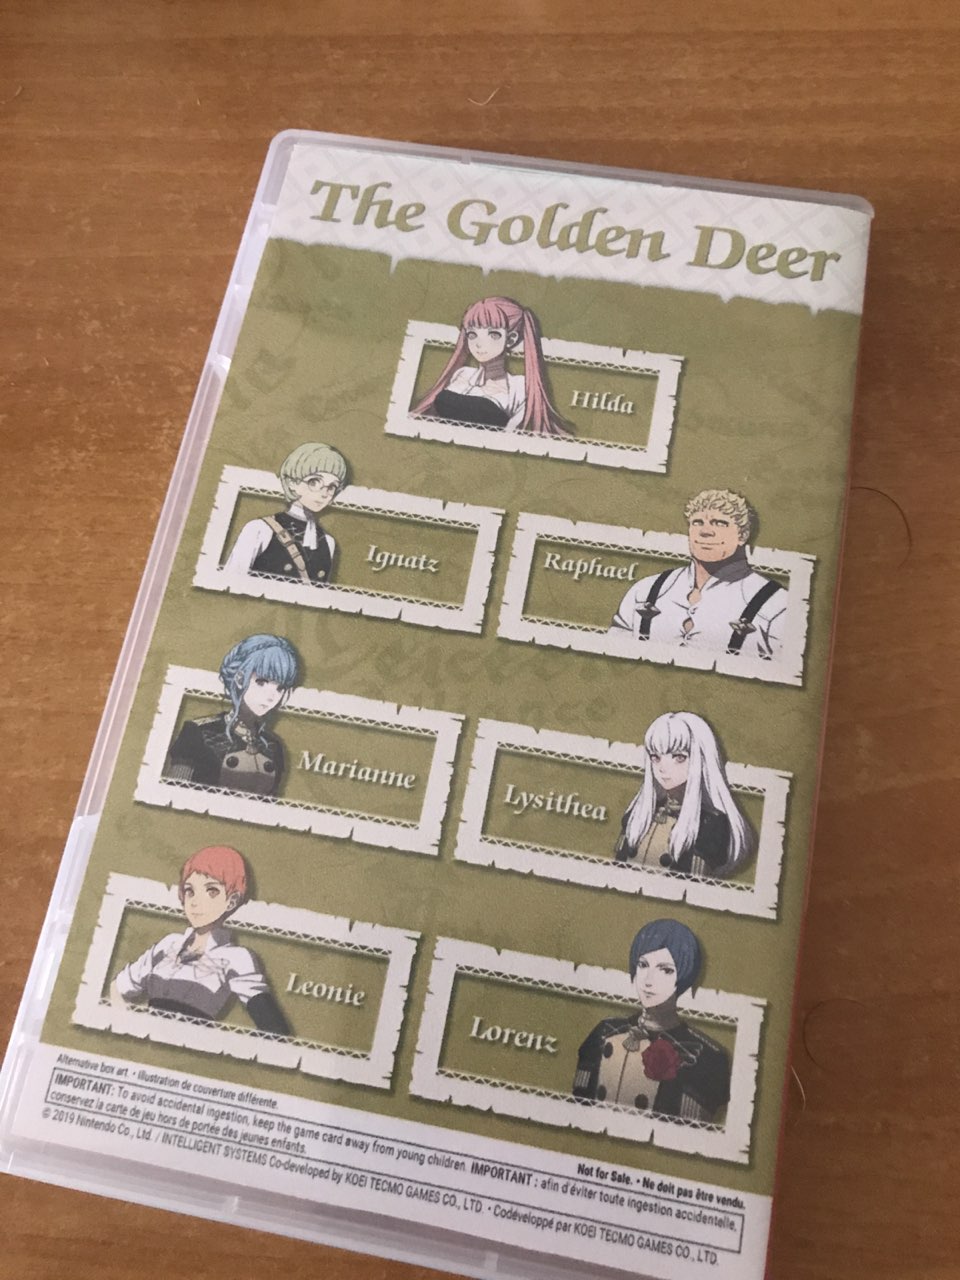 The Golden Deer
Hilda
Ignatz
Raphael
Marianne
Lysithea
Leonie
Lorenz
Alternative box art. • Illustration de couverture différente.
Not for Sale. • Ne doit pas être vendu.
IMPORTANT: To avoid accidental ingestion, keep the game card away from young children. IMPORTANT : afin d'éviter toute ingestion accidentelle,
conservez la carte de jeu hors de portée des jeunes enfants.
© 2019 Nintendo Co., Ltd. / INTELLIGENT SYSTEMS Co-developed by KOEI TECMO GAMES CO., LTD. • Codéveloppé par KOEI TECMO GAMES CO., LTD.